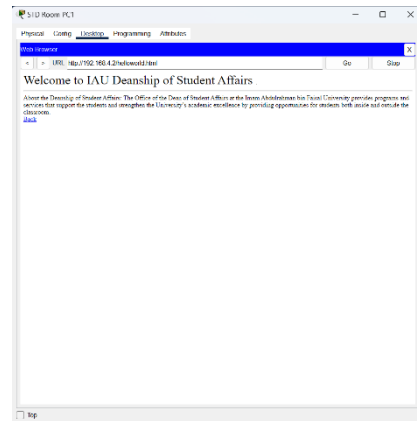 STD Room PC1
Physical Config Desktop Programming Attributes
Web Browser X
< > URL http://192.168.4.2/helloworld.html Go Stop
Welcome to IAU Deanship of Student Affairs
About the Deanship of Student Affairs: The Office of the Dean of Student Affairs at the Imam Abdulrahman bin Faisal University provides programs and
services that support the students and strengthen the University's academic excellence by providing opportunities for students both inside and outside the
classroom.
Back
Top